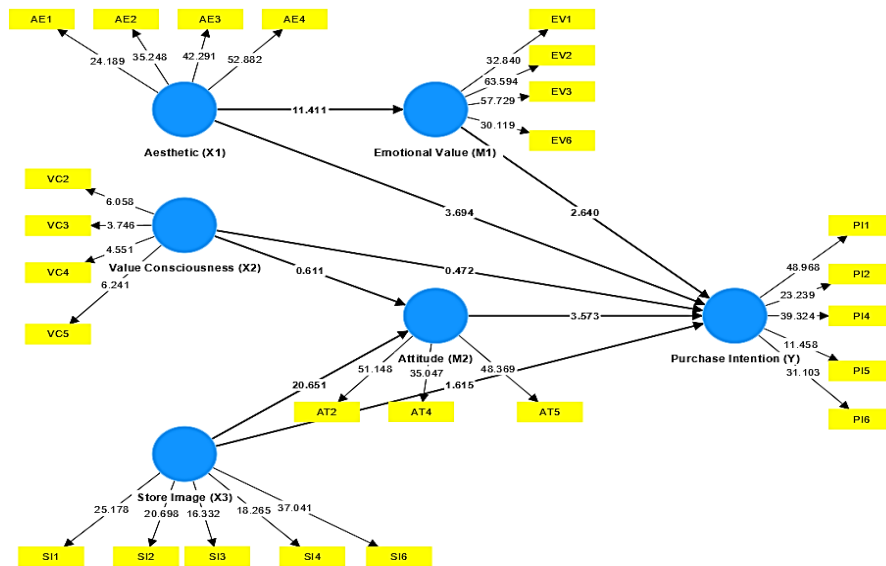 AE1
AE2
AE3
AE4
EV1
24.189
35.248
42.291
52.882
32.840
EV2
63.594
57.729
EV3
30.119
11.411
EV6
Aesthetic (X1)
Emotional Value (M1)
VC2
6.058
3.694
2.640
VC3
3.746
PI1
4.551
VC4
Value Consciousness (X2)
0.611
0.472
48.968
PI2
6.241
23.239
VC5
3.573
39.324
PI4
11.458
Attitude (M2)
Purchase Intention (Y)
PI5
51.148
35.047
48.369
31.103
20.651
1.615
AT2
AT4
AT5
PI6
Store Image (X3)
25.178
20.698
16.332
18.265
37.041
SI1
SI2
SI3
SI4
SI6